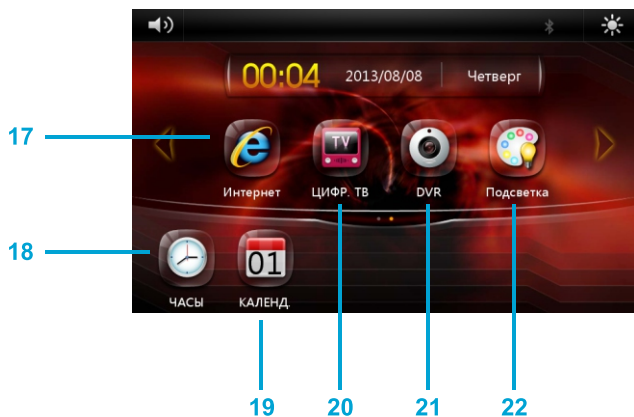 00:04 2013/08/08 Четверг
17
TV
Интернет ЦИФР. ТВ DVR Подсветка
18
01
ЧАСЫ КАЛЕНД.
19 20 21 22